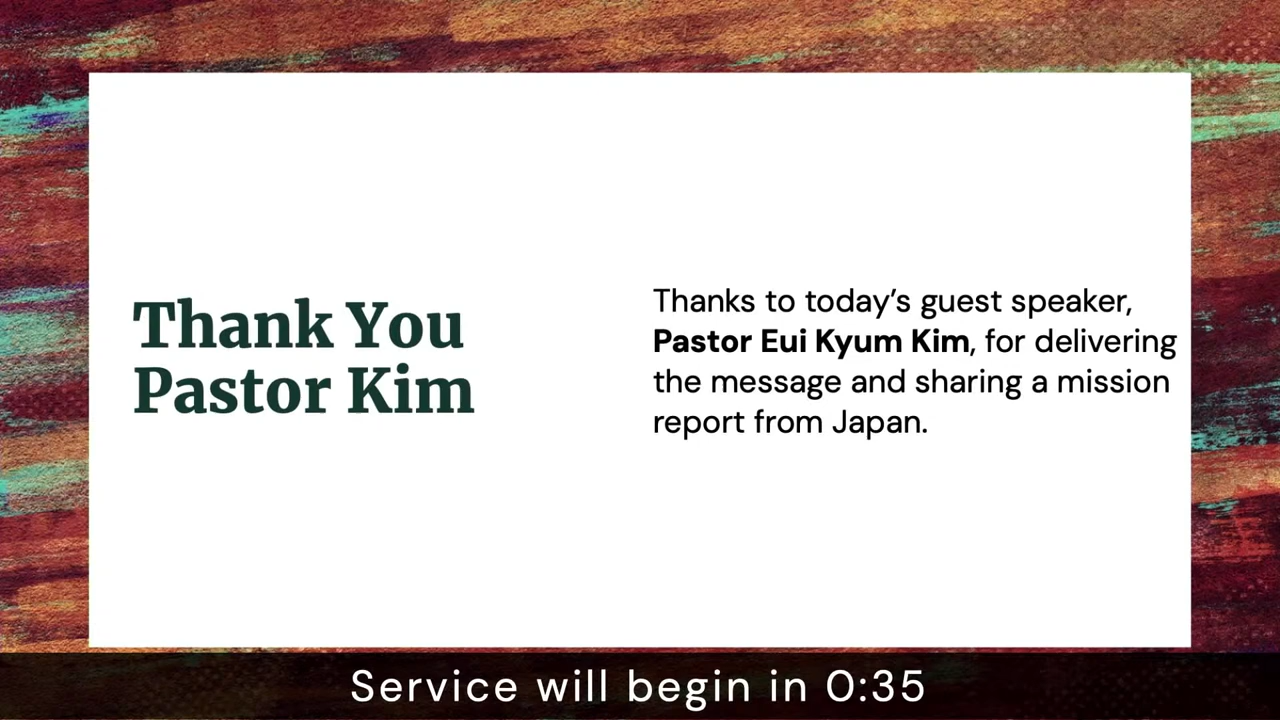 Thank You
Pastor Kim
Thanks to today’s guest speaker,
Pastor Eui Kyum Kim, for delivering
the message and sharing a mission
report from Japan.
Service will begin in 0:35